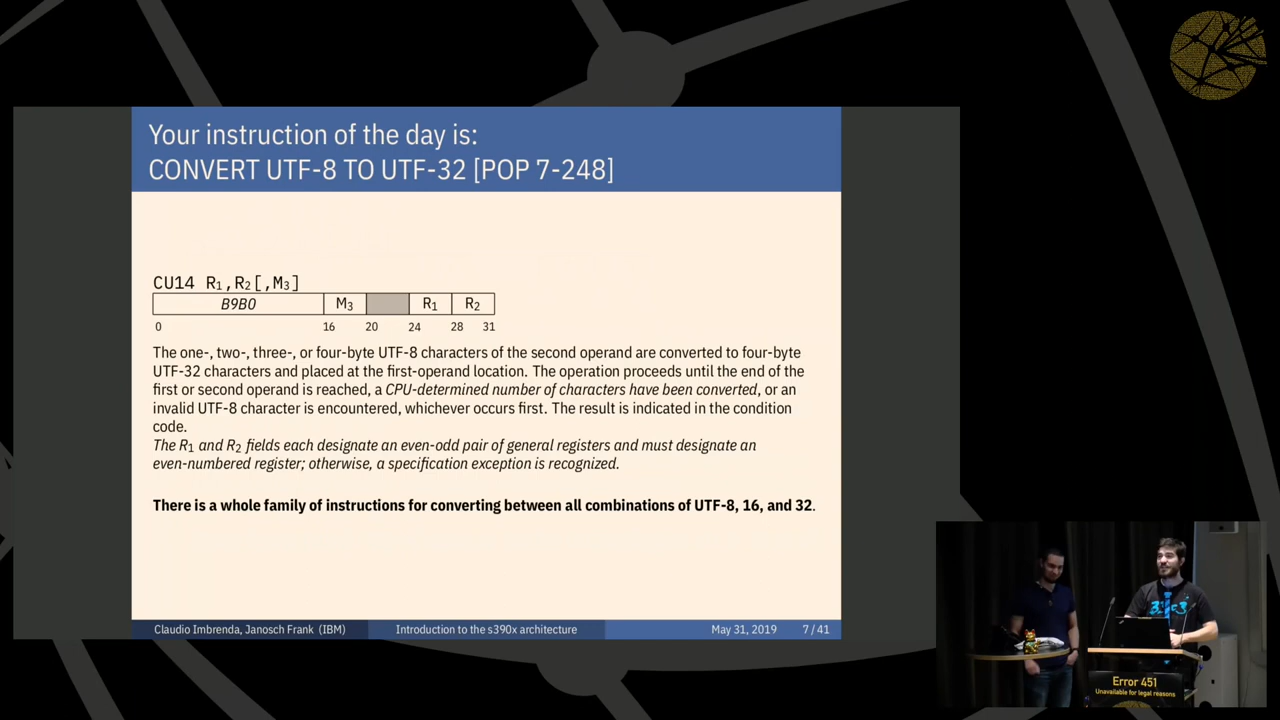 Your instruction of the day is:
CONVERT UTF-8 TO UTF-32 [POP 7-248]
CU14 R₁,R₂[,M₃]
B9B0 M₃ R₁ R₂
0 16 20 24 28 31
The one-, two-, three-, or four-byte UTF-8 characters of the second operand are converted to four-byte
UTF-32 characters and placed at the first-operand location. The operation proceeds until the end of the
first or second operand is reached, a CPU-determined number of characters have been converted, or an
invalid UTF-8 character is encountered, whichever occurs first. The result is indicated in the condition
code.
The R₁ and R₂ fields each designate an even-odd pair of general registers and must designate an
even-numbered register; otherwise, a specification exception is recognized.
There is a whole family of instructions for converting between all combinations of UTF-8, 16, and 32.
Claudio Imbrenda, Janosch Frank (IBM) Introduction to the s390x architecture May 31, 2019 7 / 41
Error 451
Unavailable for legal reasons